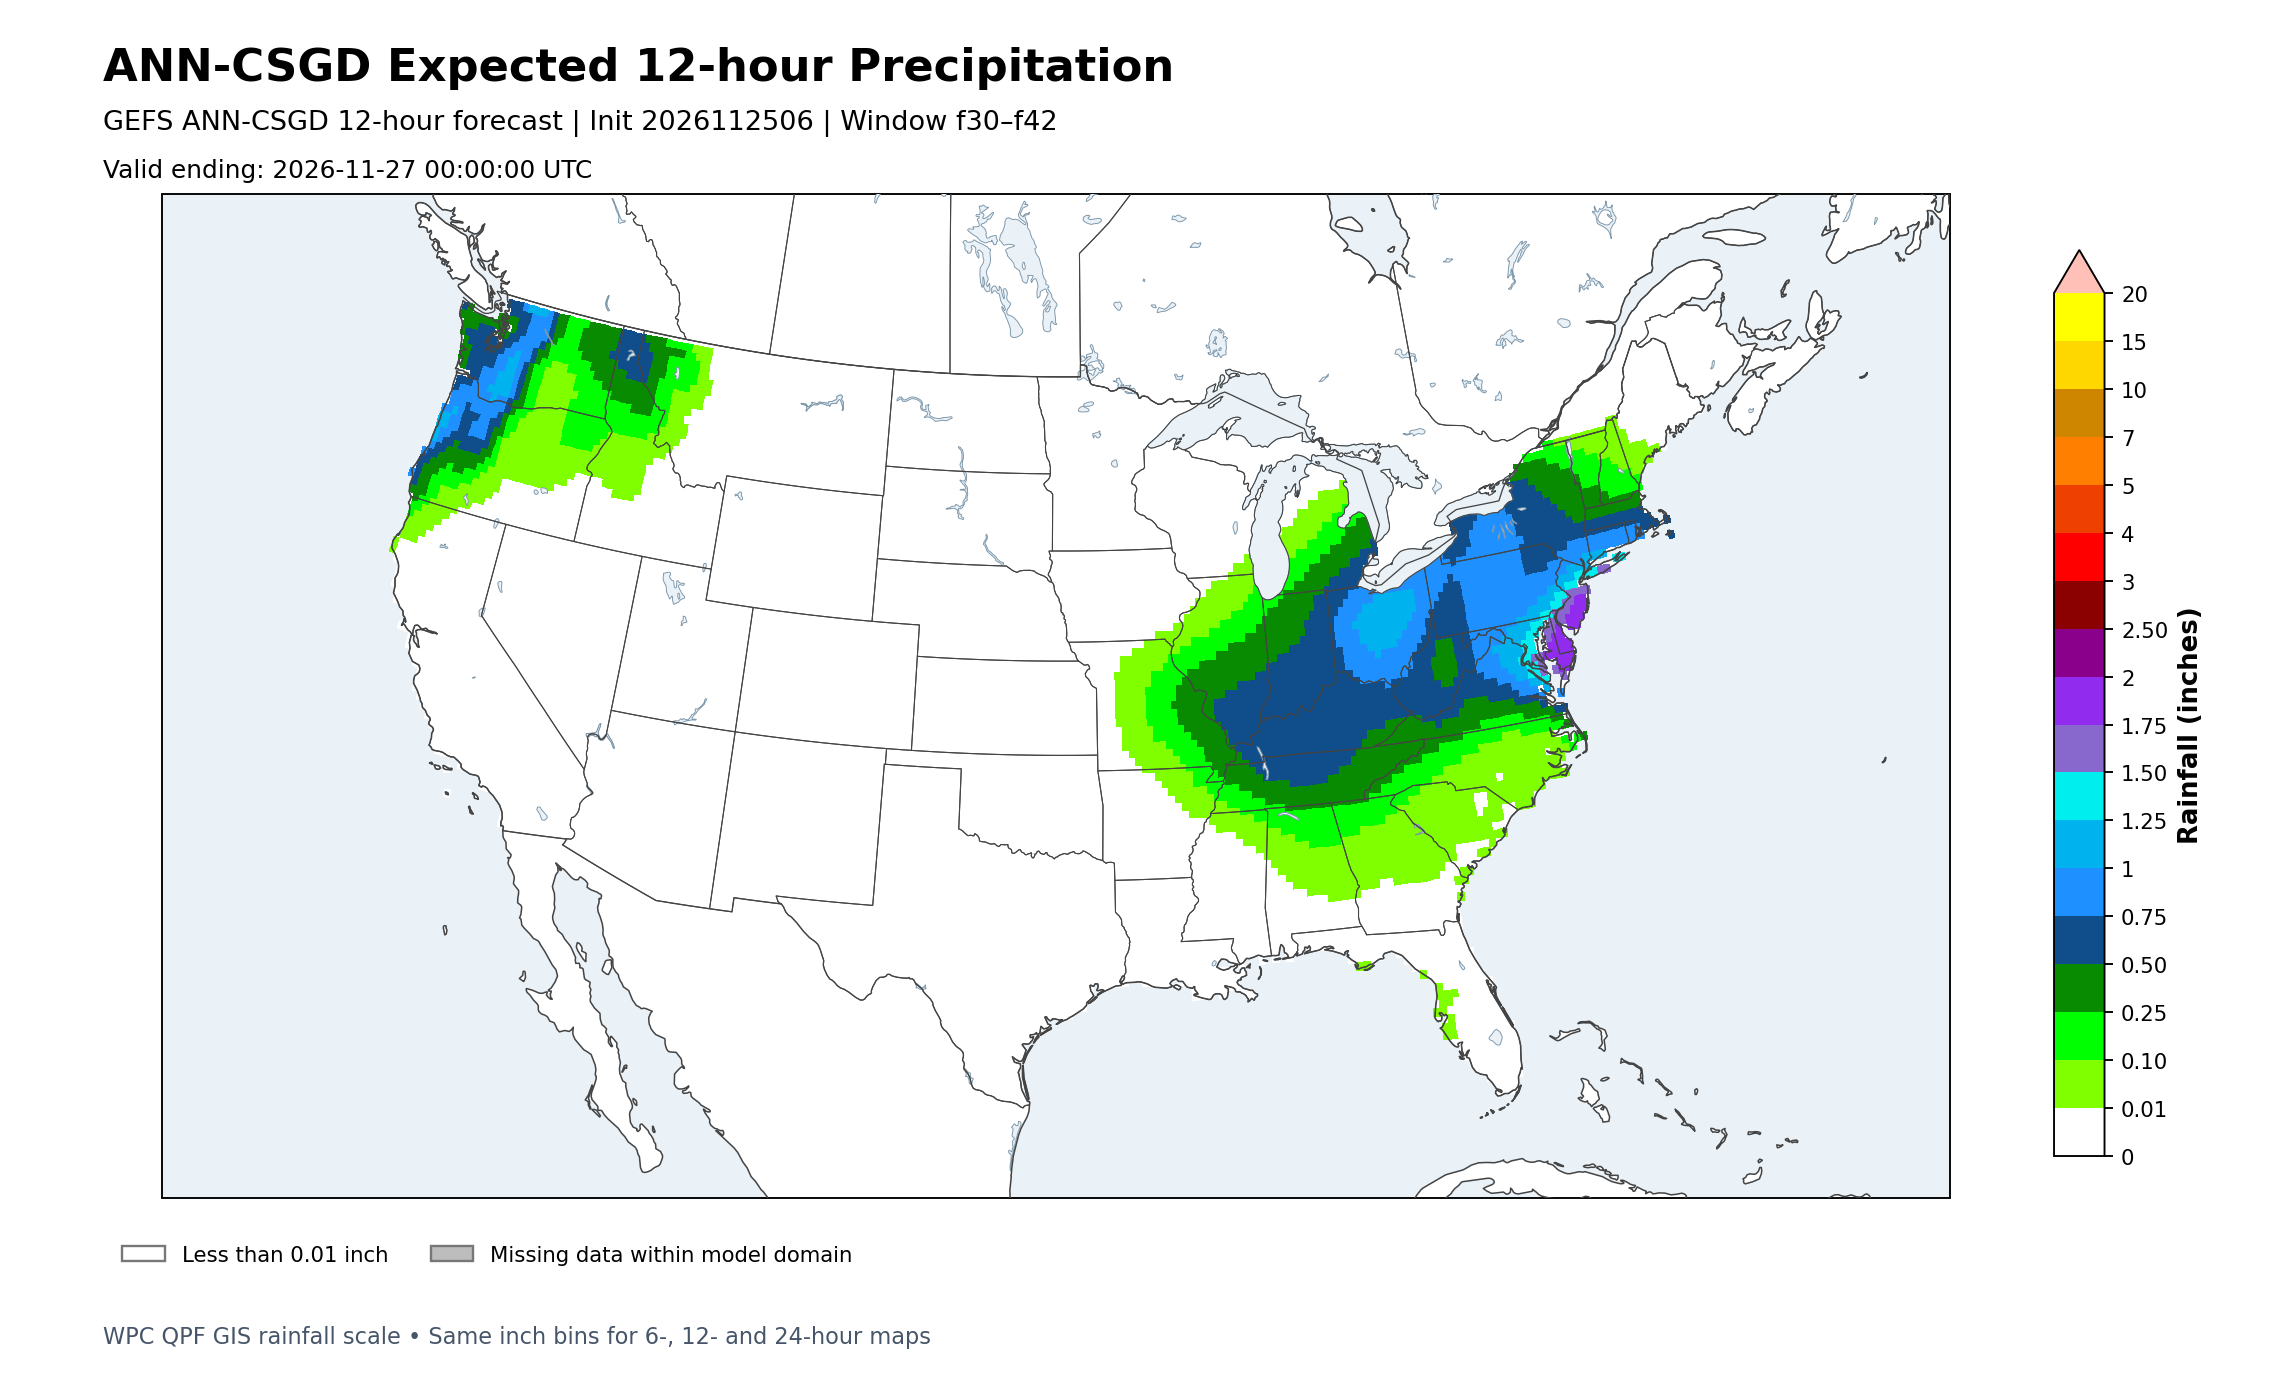 ANN-CSGD Expected 12-hour Precipitation
GEFS ANN-CSGD 12-hour forecast | Init 2026112506 | Window f30–f42
Valid ending: 2026-11-27 00:00:00 UTC
20
15
10
7
5
4
3
2.50
2
1.75
1.50
1.25
1
0.75
0.50
0.25
0.10
0.01
0
Rainfall (inches)
Less than 0.01 inch
Missing data within model domain
WPC QPF GIS rainfall scale • Same inch bins for 6-, 12- and 24-hour maps